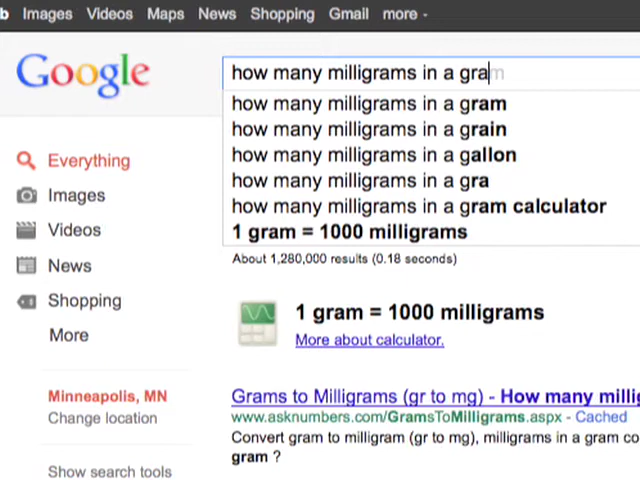 b Images Videos Maps News Shopping Gmail more
Google
how many milligrams in a gram
how many milligrams in a gram
how many milligrams in a grain
how many milligrams in a gallon
how many milligrams in a gra
how many milligrams in a gram calculator
1 gram = 1000 milligrams
About 1,280,000 results (0.18 seconds)
Everything
Images
Videos
News
Shopping
More
1 gram = 1000 milligrams
More about calculator.
Minneapolis, MN
Change location
Show search tools
Grams to Milligrams (gr to mg) - How many millig
www.asknumbers.com/GramsToMilligrams.aspx - Cached
Convert gram to milligram (gr to mg), milligrams in a gram co
gram ?